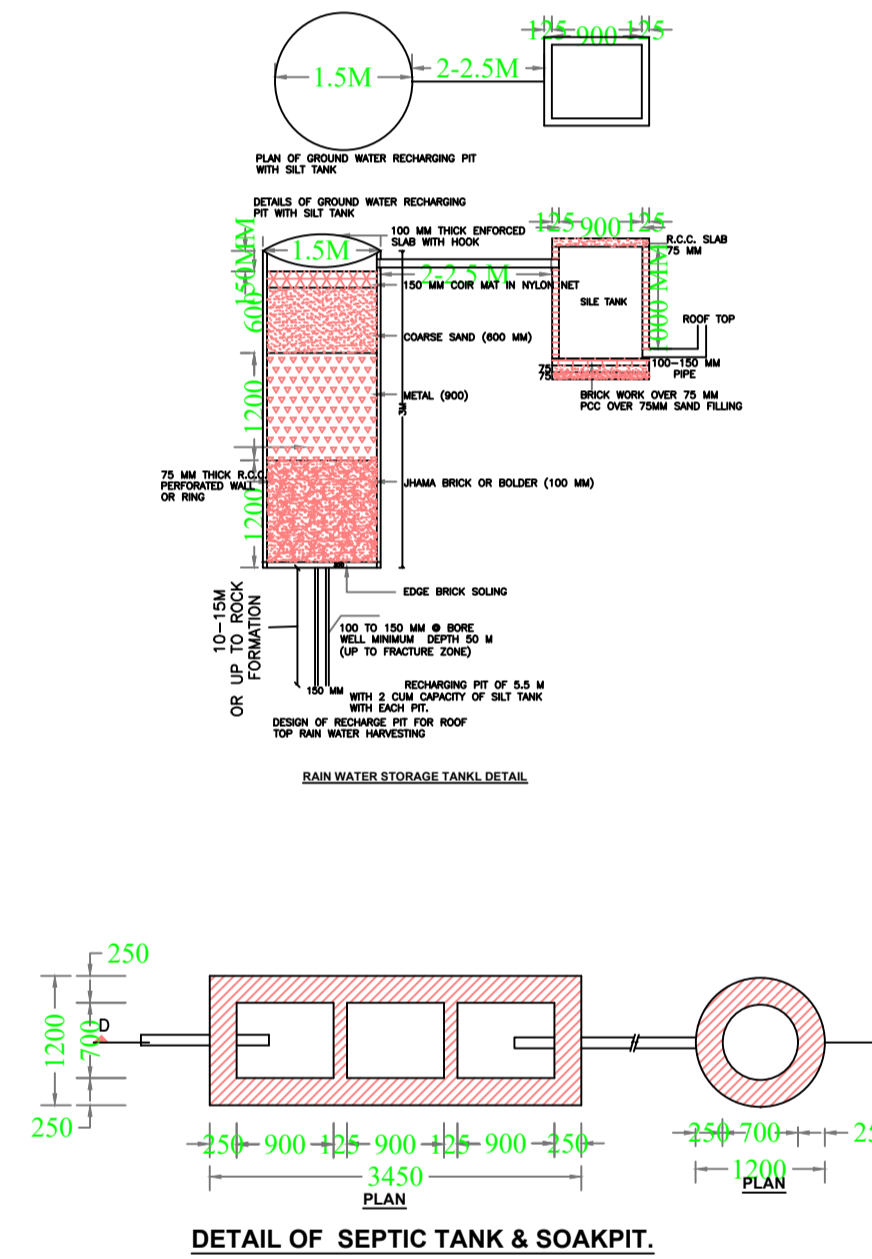 125 900 125
1.5M
2-2.5M
PLAN OF GROUND WATER RECHARGING PIT
WITH SILT TANK
DETAILS OF GROUND WATER RECHARGING
PIT WITH SILT TANK
100 MM THICK ENFORCED
SLAB WITH HOOK
125 900 125
R.C.C. SLAB
75 MM
150MM
1.5M
2-2.5 M
150 MM COIR MAT IN NYLON NET
600
SILE TANK
ROOF TOP
COARSE SAND (600 MM)
100-150 MM
PIPE
75
75
1200
METAL (900)
BRICK WORK OVER 75 MM
PCC OVER 75MM SAND FILLING
3M
75 MM THICK R.C.C.
PERFORATED WALL
OR RING
JHAMA BRICK OR BOLDER (100 MM)
1200
EDGE BRICK SOLING
10-15M
OR UP TO ROCK
FORMATION
100 TO 150 MM @ BORE
WELL MINIMUM DEPTH 50 M
(UP TO FRACTURE ZONE)
150 MM
RECHARGING PIT OF 5.5 M
WITH 2 CUM CAPACITY OF SILT TANK
WITH EACH PIT.
DESIGN OF RECHARGE PIT FOR ROOF
TOP RAIN WATER HARVESTING
RAIN WATER STORAGE TANKL DETAIL
250
1200
700
D
250
250 900 125 900 125 900 250
3450
PLAN
250 700
1200
PLAN
DETAIL OF SEPTIC TANK & SOAKPIT.